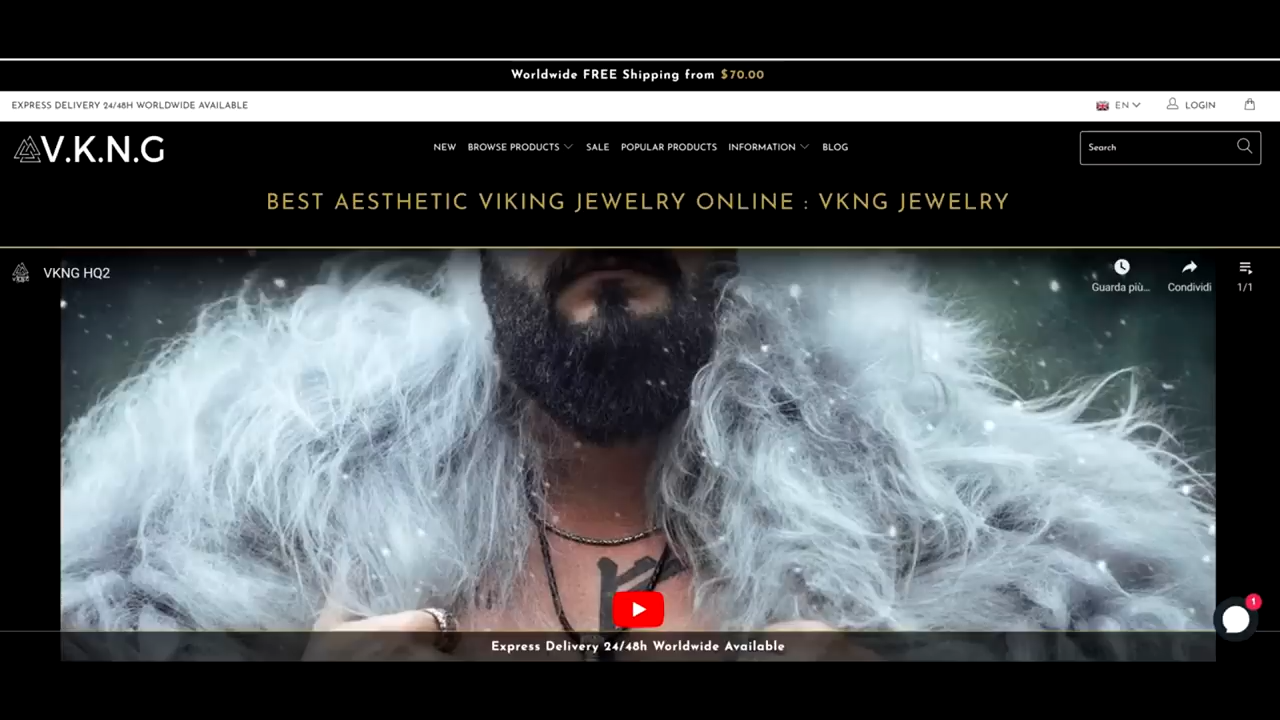 Worldwide FREE Shipping from $70.00
EXPRESS DELIVERY 24/48H WORLDWIDE AVAILABLE
EN
LOGIN
V.K.N.G
NEW BROWSE PRODUCTS SALE POPULAR PRODUCTS INFORMATION BLOG
Search
BEST AESTHETIC VIKING JEWELRY ONLINE : VKNG JEWELRY
VKNG HQ2
Guarda più...
Condividi
1/1
1
Express Delivery 24/48h Worldwide Available